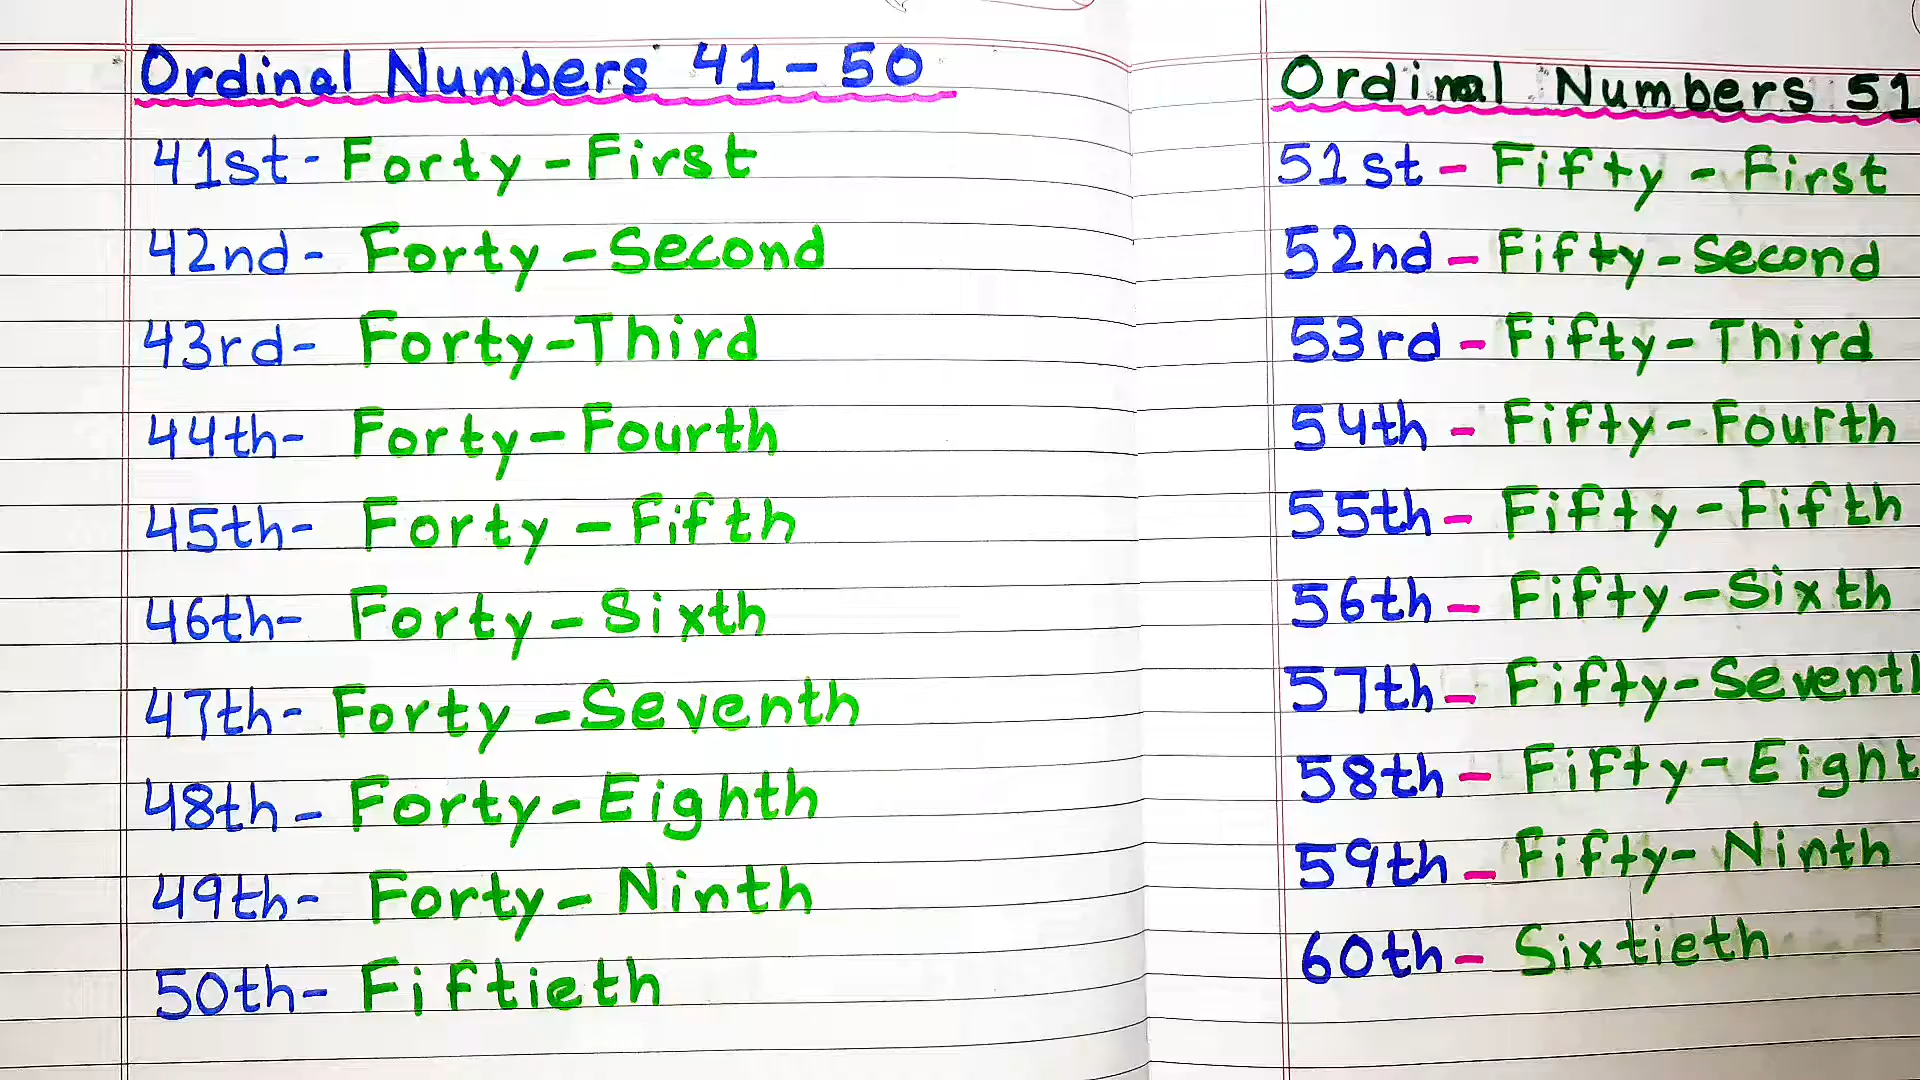 Ordinal Numbers 41-50
41st- Forty-First
42nd- Forty-Second
43rd- Forty-Third
44th- Forty-Fourth
45th- Forty-Fifth
46th- Forty-Sixth
47th- Forty-Seventh
48th- Forty-Eighth
49th- Forty-Ninth
50th- Fiftieth
Ordinal Numbers 51
51st- Fifty-First
52nd- Fifty-Second
53rd- Fifty-Third
54th- Fifty-Fourth
55th- Fifty-Fifth
56th- Fifty-Sixth
57th- Fifty-Sevent
58th- Fifty-Eight
59th- Fifty-Ninth
60th- Sixtieth